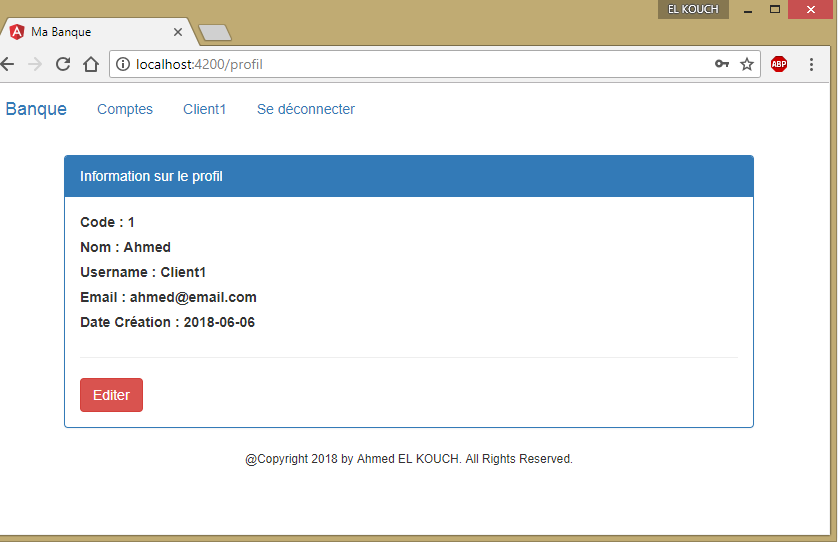 EL KOUCH
Ma Banque
localhost:4200/profil
ABP
Banque Comptes Client1 Se déconnecter
Information sur le profil
Code : 1
Nom : Ahmed
Username : Client1
Email : ahmed@email.com
Date Création : 2018-06-06
Editer
@Copyright 2018 by Ahmed EL KOUCH. All Rights Reserved.